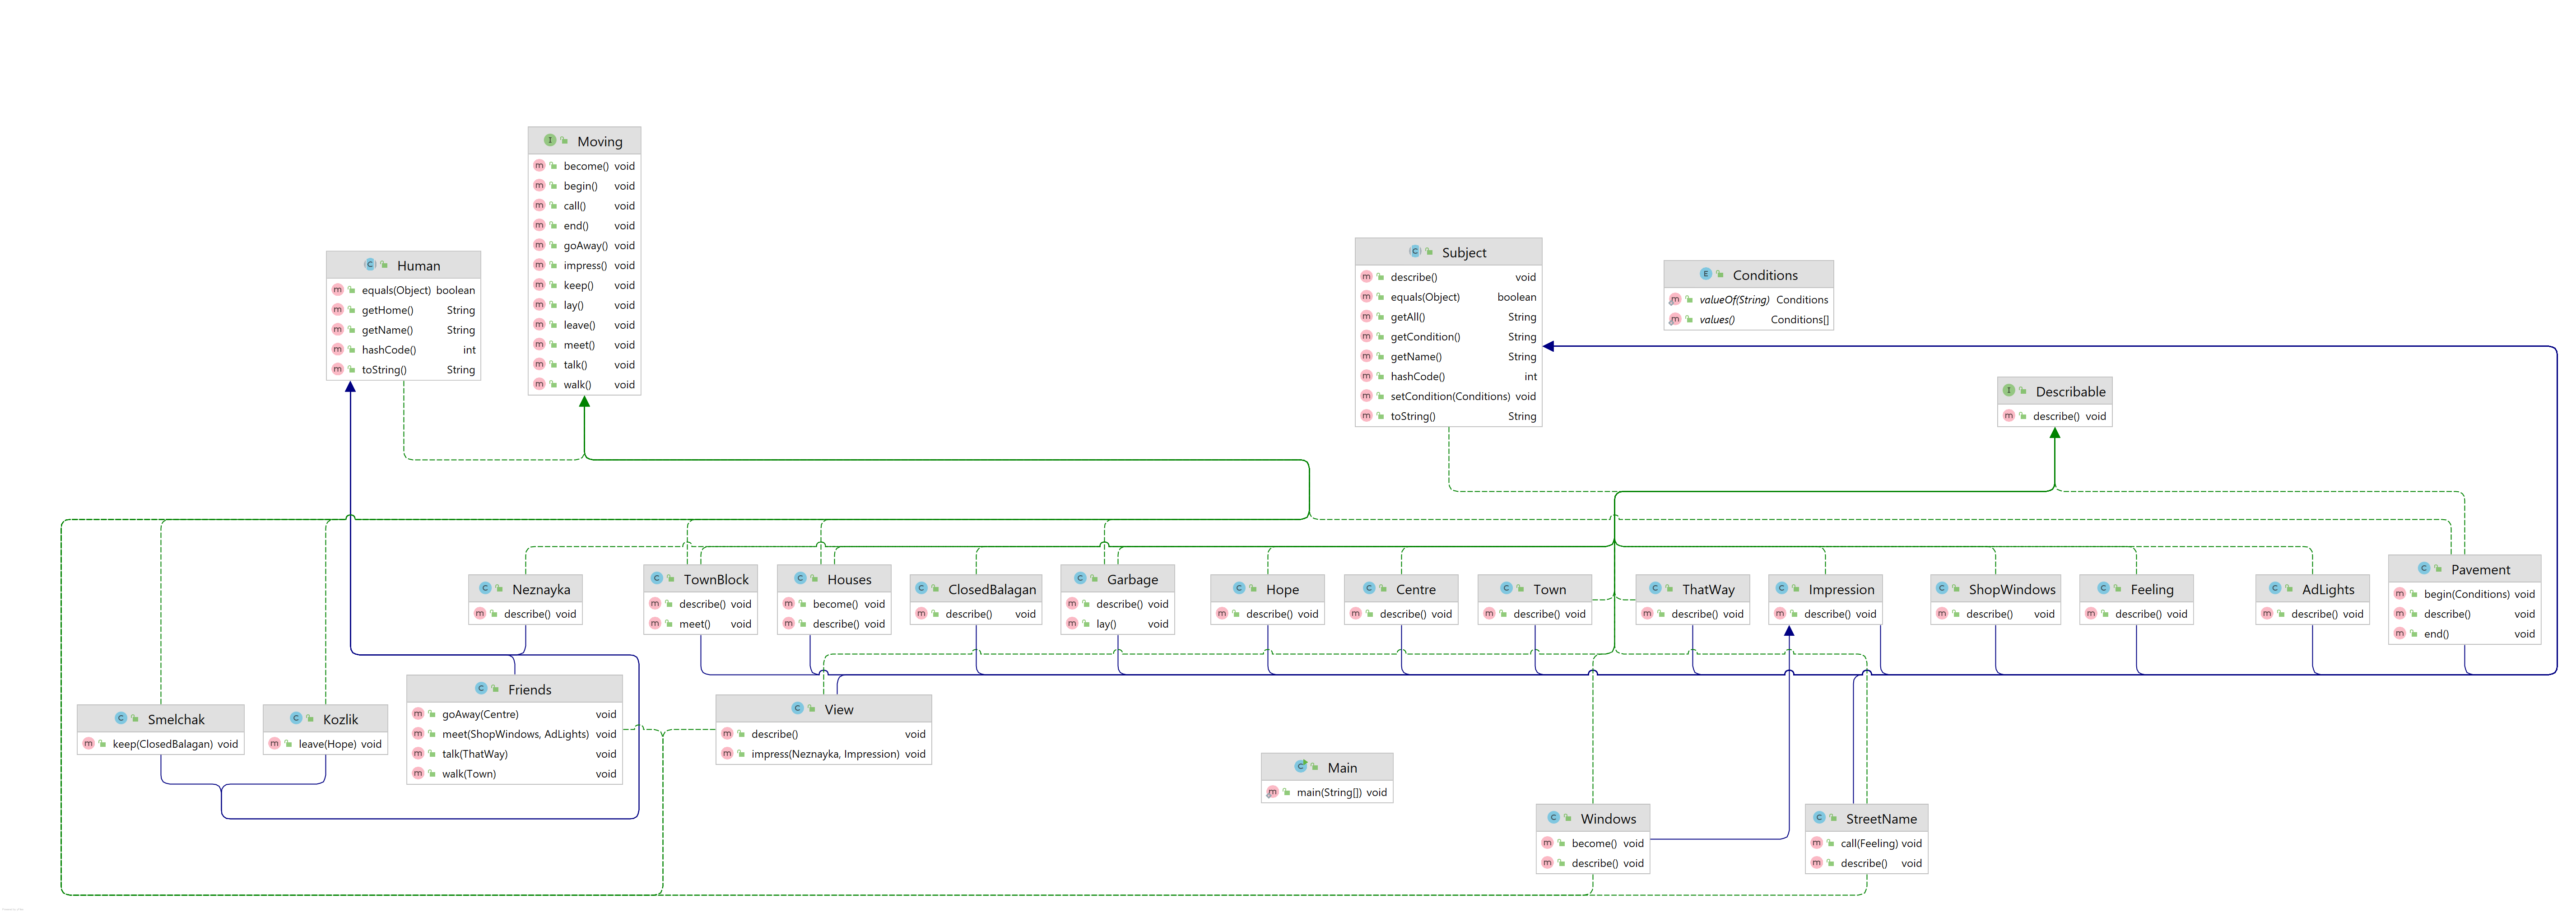 Moving
become() void
begin() void
call() void
end() void
goAway() void
impress() void
keep() void
lay() void
leave() void
meet() void
talk() void
walk() void
Human
equals(Object) boolean
getHome() String
getName() String
hashCode() int
toString() String
Subject
describe() void
equals(Object) boolean
getAll() String
getCondition() String
getName() String
hashCode() int
setCondition(Conditions) void
toString() String
Conditions
valueOf(String) Conditions
values() Conditions[]
Describable
describe() void
Neznayka
describe() void
TownBlock
describe() void
meet() void
Houses
become() void
describe() void
ClosedBalagan
describe() void
Garbage
describe() void
lay() void
Hope
describe() void
Centre
describe() void
Town
describe() void
ThatWay
describe() void
Impression
describe() void
ShopWindows
describe() void
Feeling
describe() void
AdLights
describe() void
Pavement
begin(Conditions) void
describe() void
end() void
Smelchak
keep(ClosedBalagan) void
Kozlik
leave(Hope) void
Friends
goAway(Centre) void
meet(ShopWindows, AdLights) void
talk(ThatWay) void
walk(Town) void
View
describe() void
impress(Neznayka, Impression) void
Main
main(String[]) void
Windows
become() void
describe() void
StreetName
call(Feeling) void
describe() void